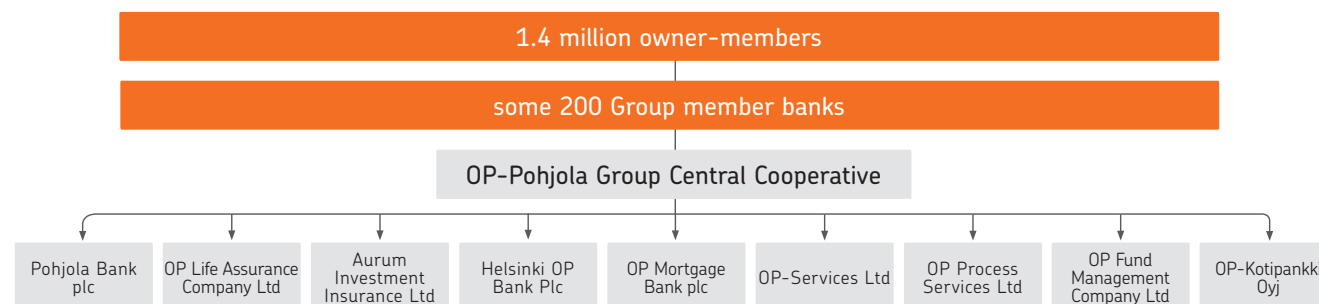 1.4 million owner-members
some 200 Group member banks
OP-Pohjola Group Central Cooperative
Pohjola Bank
plc
OP Life Assurance
Company Ltd
Aurum
Investment
Insurance Ltd
Helsinki OP
Bank Plc
OP Mortgage
Bank plc
OP-Services Ltd
OP Process
Services Ltd
OP Fund
Management
Company Ltd
OP-Kotipankki
Oyj